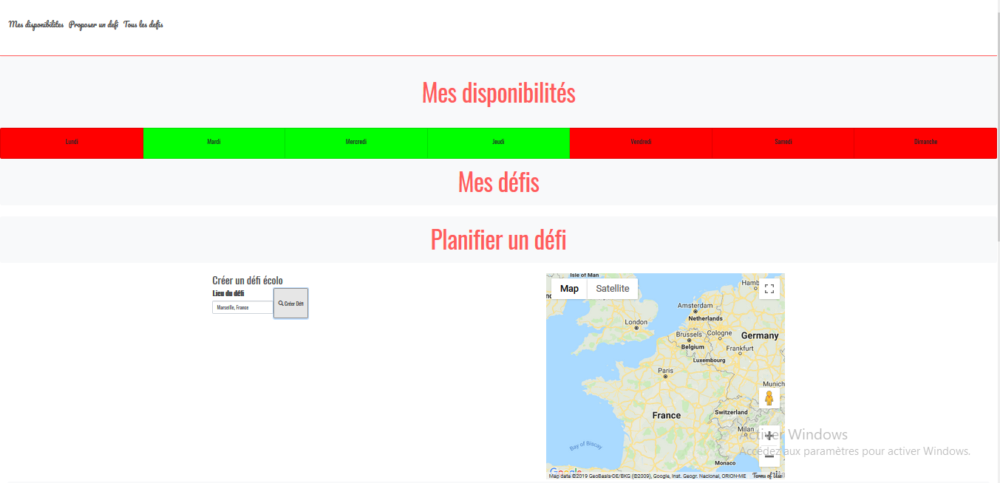 Mes disponibilites Proposer un defi Tous les defis
Mes disponibilités
Lundi Mardi Mercredi Jeudi Vendredi Samedi Dimanche
Mes défis
Planifier un défi
Créer un défi écolo
Lieu du défi
Marseille, France
Créer Défi
Map Satellite
Isle of Man
Hamb
Amsterdam
Netherlands
London
Brussels
Cologne
Germany
Belgium
Frankfurt
Luxembourg
Paris
Munich
France
Switzerland
Milan
Bay of Biscay
Monaco
Activer Windows
Accédez aux paramètres pour activer Windows.
Google
Map data ©2019 GeoBasis-DE/BKG (©2009), Google, Inst. Geogr. Nacional, ORION-ME Terms of Use